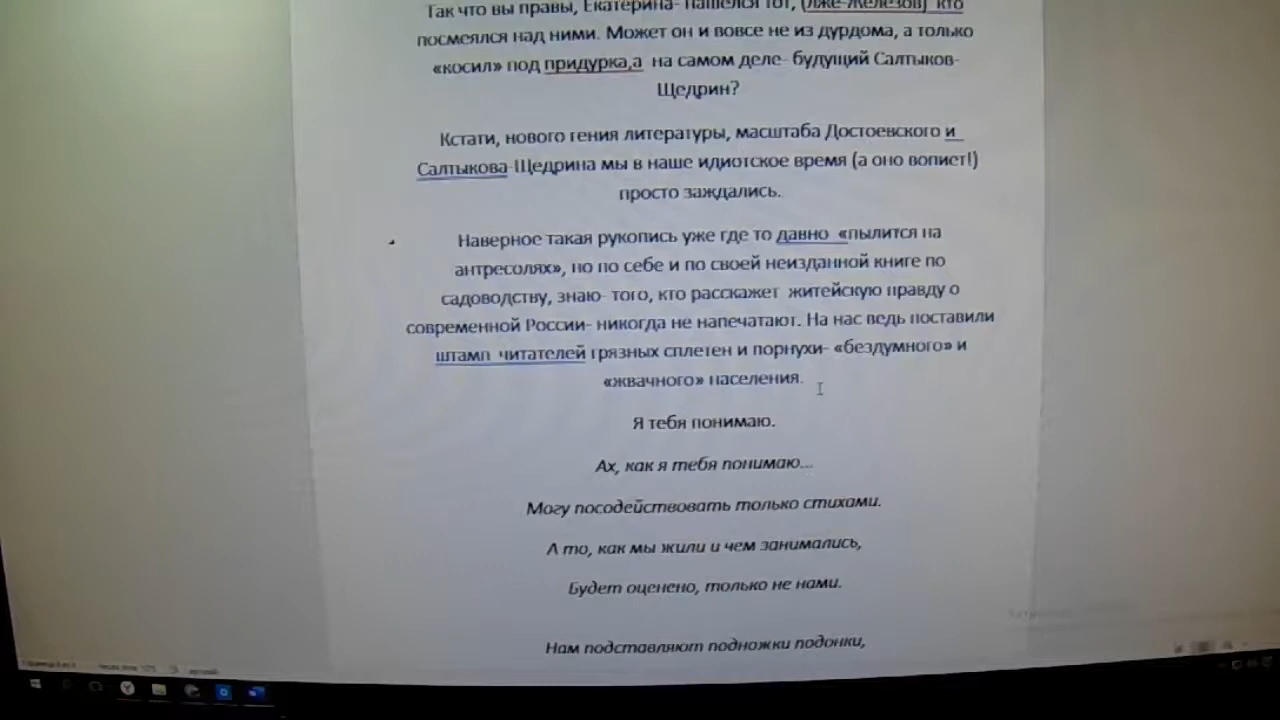 Так что вы правы, Екатерина- нашелся тот, (лже-Железов) кто
посмеялся над ними. Может он и вовсе не из дурдома, а только
«косил» под придурка,а на самом деле- будущий Салтыков-
Щедрин?
Кстати, нового гения литературы, масштаба Достоевского и
Салтыкова-Щедрина мы в наше идиотское время (а оно вопиет!)
просто заждались.
Наверное такая рукопись уже где то давно «пылится на
антресолях», но по себе и по своей неизданной книге по
садоводству, знаю- того, кто расскажет житейскую правду о
современной России- никогда не напечатают. На нас ведь поставили
штамп читателей грязных сплетен и порнухи- «бездумного» и
«жвачного» населения.
Я тебя понимаю.
Ах, как я тебя понимаю...
Могу посодействовать только стихами.
А то, как мы жили и чем занимались,
Будет оценено, только не нами.
Нам подставляют подножки подонки,